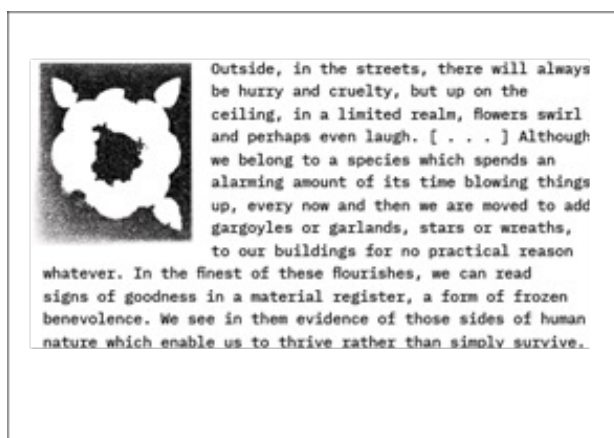 Outside, in the streets, there will always
be hurry and cruelty, but up on the
ceiling, in a limited realm, flowers swirl
and perhaps even laugh. [ . . . ] Although
we belong to a species which spends an
alarming amount of its time blowing things
up, every now and then we are moved to add
gargoyles or garlands, stars or wreaths,
to our buildings for no practical reason
whatever. In the finest of these flourishes, we can read
signs of goodness in a material register, a form of frozen
benevolence. We see in them evidence of those sides of human
nature which enable us to thrive rather than simply survive.